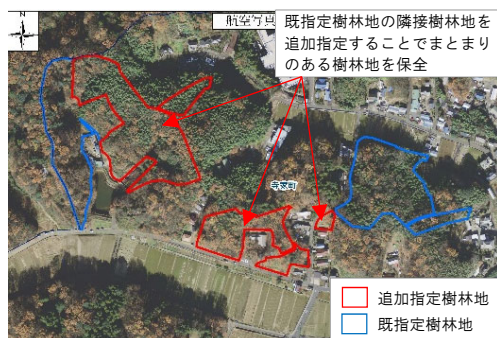 航空写真
既指定樹林地の隣接樹林地を
追加指定することでまとまり
のある樹林地を保全
寺家町
追加指定樹林地
既指定樹林地